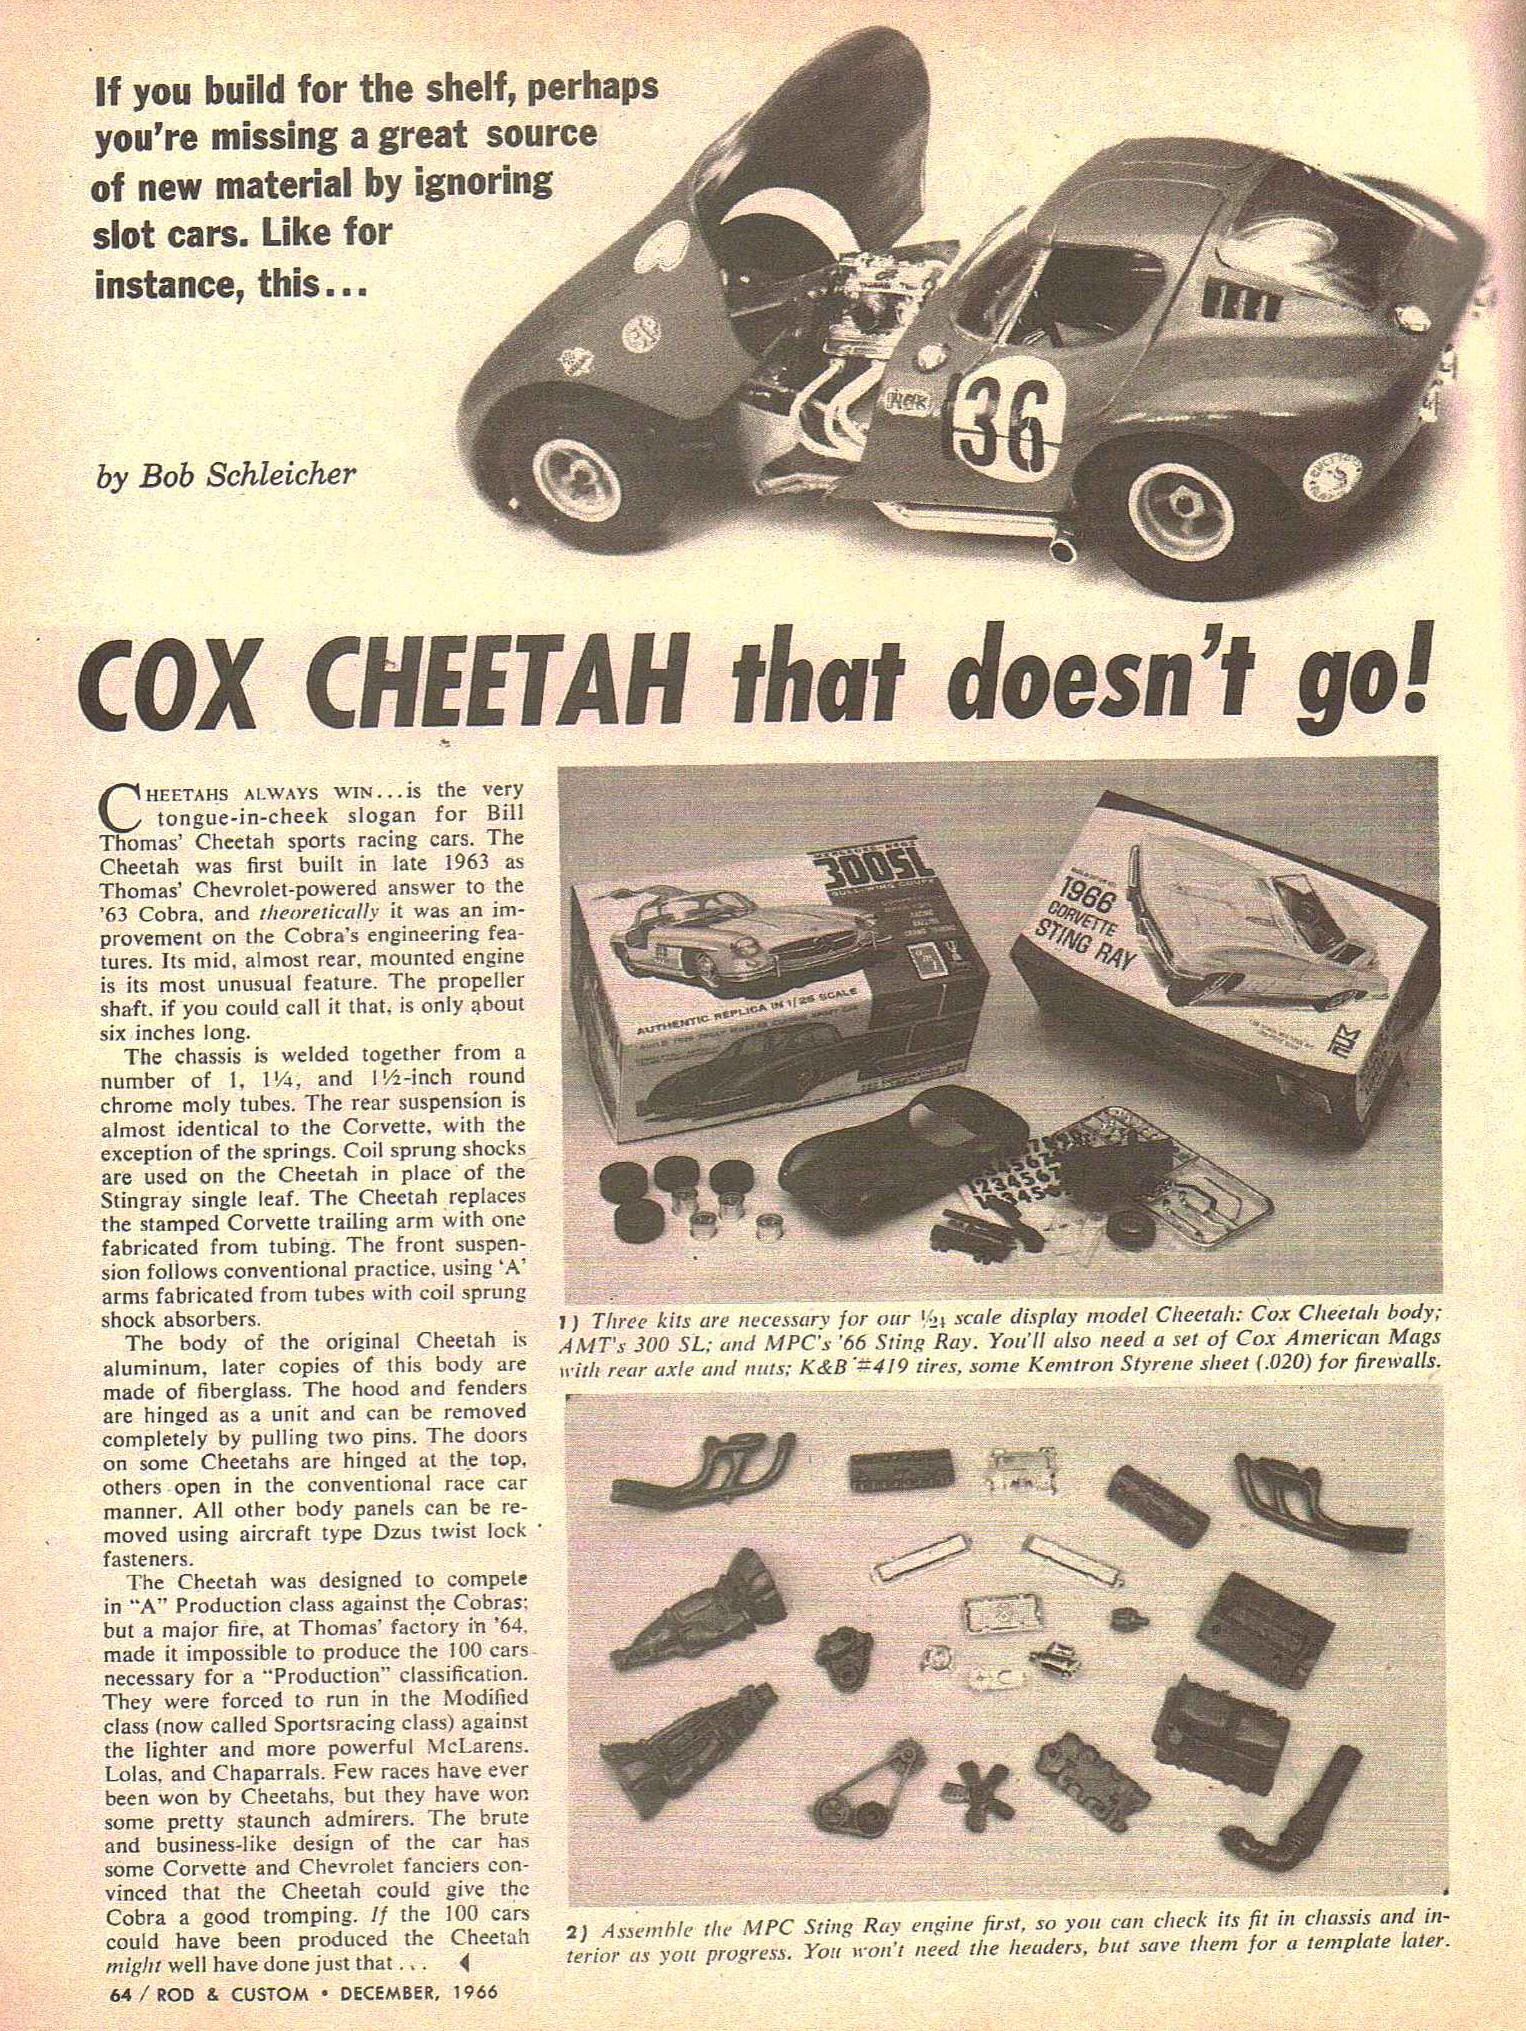 If you build for the shelf, perhaps
you're missing a great source
of new material by ignoring
slot cars. Like for
instance, this...
by Bob Schleicher
36
COX CHEETAH that doesn't go!
CHEETAHS ALWAYS WIN...is the very
tongue-in-cheek slogan for Bill
Thomas' Cheetah sports racing cars. The
Cheetah was first built in late 1963 as
Thomas' Chevrolet-powered answer to the
'63 Cobra, and theoretically it was an im-
provement on the Cobra's engineering fea-
tures. Its mid, almost rear, mounted engine
is its most unusual feature. The propeller
shaft, if you could call it that, is only about
six inches long.
The chassis is welded together from a
number of 1, 1¼, and 1½-inch round
chrome moly tubes. The rear suspension is
almost identical to the Corvette, with the
exception of the springs. Coil sprung shocks
are used on the Cheetah in place of the
Stingray single leaf. The Cheetah replaces
the stamped Corvette trailing arm with one
fabricated from tubing. The front suspen-
sion follows conventional practice, using 'A'
arms fabricated from tubes with coil sprung
shock absorbers.
The body of the original Cheetah is
aluminum, later copies of this body are
made of fiberglass. The hood and fenders
are hinged as a unit and can be removed
completely by pulling two pins. The doors
on some Cheetahs are hinged at the top,
others open in the conventional race car
manner. All other body panels can be re-
moved using aircraft type Dzus twist lock
fasteners.
The Cheetah was designed to compete
in "A" Production class against the Cobras;
but a major fire, at Thomas' factory in '64,
made it impossible to produce the 100 cars
necessary for a "Production" classification.
They were forced to run in the Modified
class (now called Sportsracing class) against
the lighter and more powerful McLarens,
Lolas, and Chaparrals. Few races have ever
been won by Cheetahs, but they have won
some pretty staunch admirers. The brute
and business-like design of the car has
some Corvette and Chevrolet fanciers con-
vinced that the Cheetah could give the
Cobra a good tromping. If the 100 cars
could have been produced the Cheetah
might well have done just that...
300SL
AUTHENTIC REPLICA IN 1/25 SCALE
1966
CORVETTE
STING RAY
1) Three kits are necessary for our 1/24 scale display model Cheetah: Cox Cheetah body;
AMT's 300 SL; and MPC's '66 Sting Ray. You'll also need a set of Cox American Mags
with rear axle and nuts; K&B #419 tires, some Kemtron Styrene sheet (.020) for firewalls.
2) Assemble the MPC Sting Ray engine first, so you can check its fit in chassis and in-
terior as you progress. You won't need the headers, but save them for a template later.
64 / ROD & CUSTOM • DECEMBER, 1966